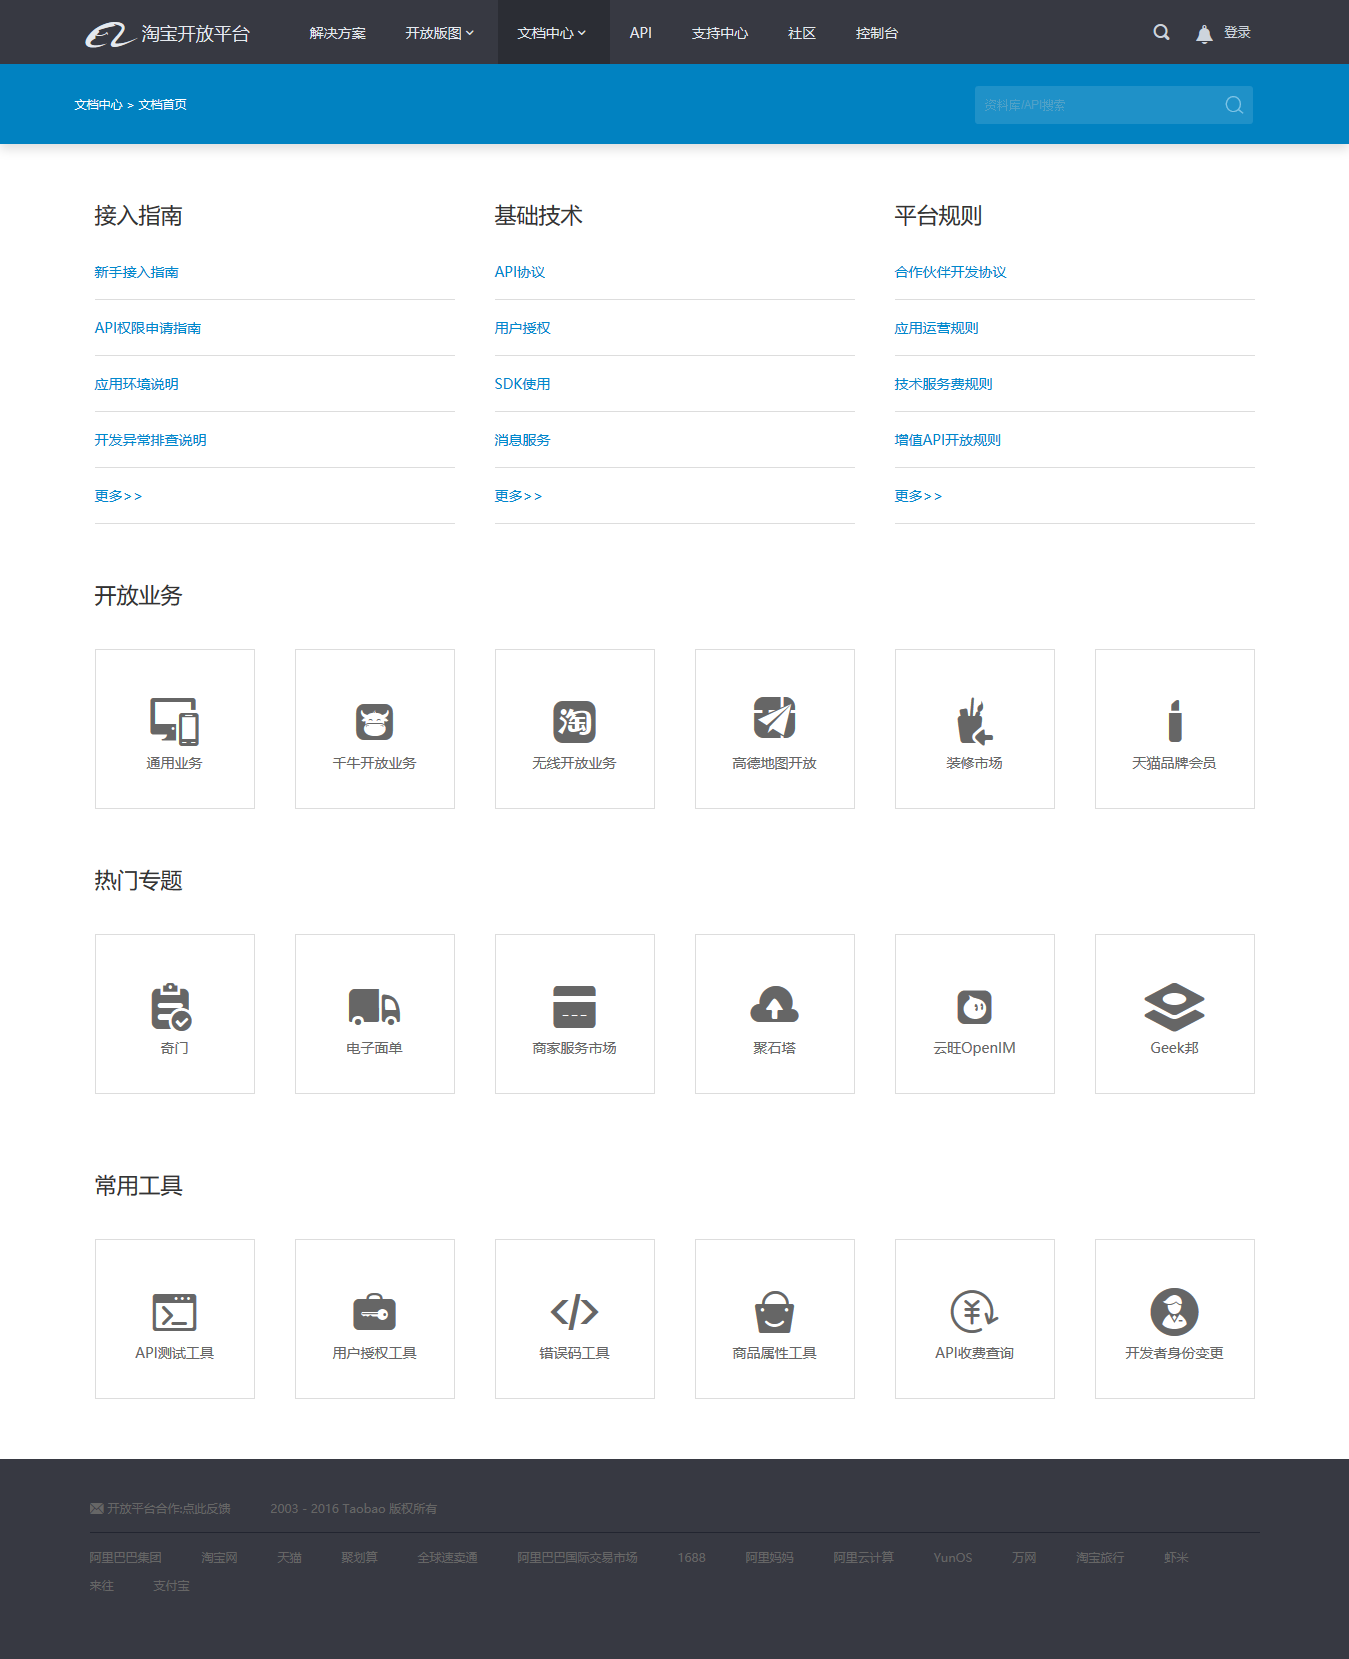 淘宝开放平台 解决方案 开放版图 文档中心 API 支持中心 社区 控制台 登录
文档中心 > 文档首页 资料库/API搜索
接入指南 基础技术 平台规则
新手接入指南 API协议 合作伙伴开发协议
API权限申请指南 用户授权 应用运营规则
应用环境说明 SDK使用 技术服务费规则
开发异常排查说明 消息服务 增值API开放规则
更多>> 更多>> 更多>>
开放业务
淘
通用业务 千牛开放业务 无线开放业务 高德地图开放 装修市场 天猫品牌会员
热门专题
奇门 电子面单 商家服务市场 聚石塔 云旺OpenIM Geek邦
常用工具
API测试工具 用户授权工具 错误码工具 商品属性工具 API收费查询 开发者身份变更
开放平台合作:点此反馈 2003 - 2016 Taobao 版权所有
阿里巴巴集团 淘宝网 天猫 聚划算 全球速卖通 阿里巴巴国际交易市场 1688 阿里妈妈 阿里云计算 YunOS 万网 淘宝旅行 虾米
来往 支付宝